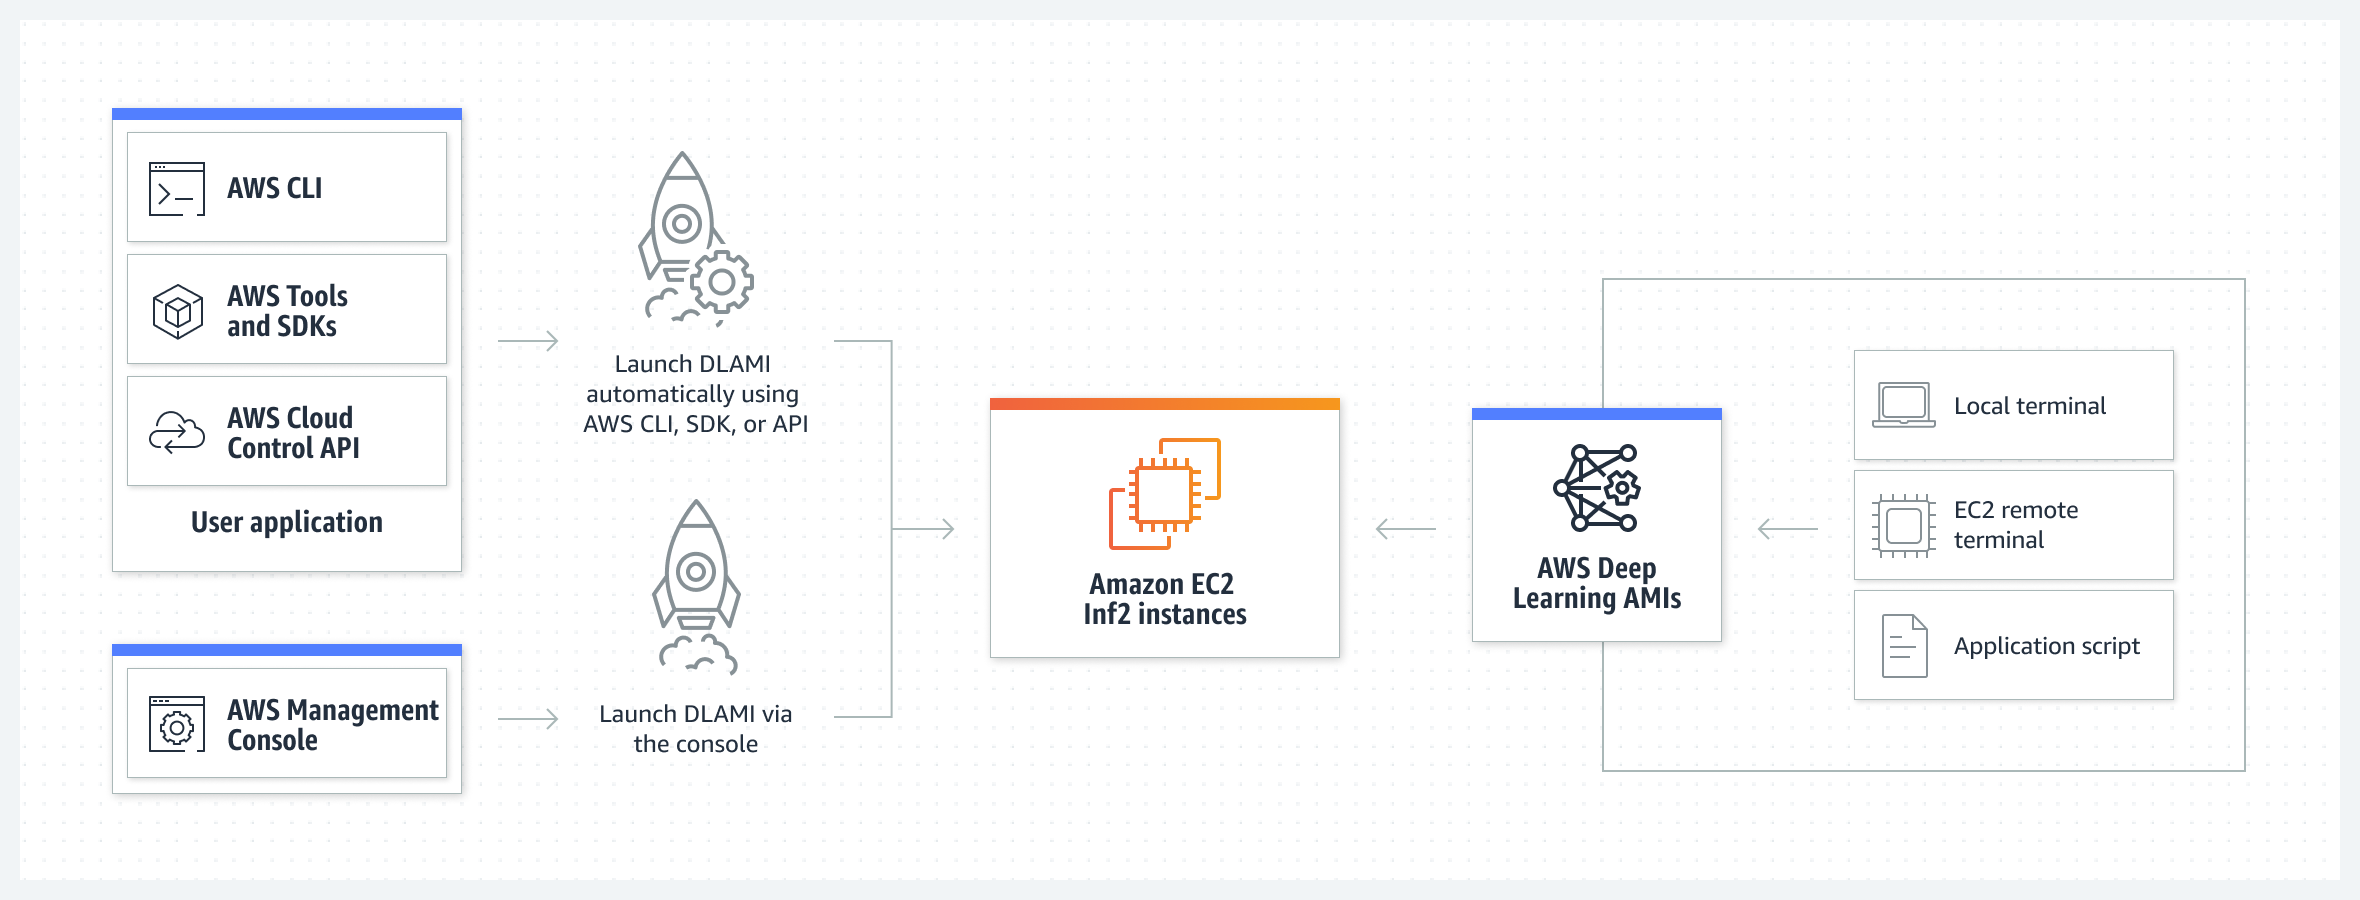 AWS CLI
AWS Tools
and SDKs
AWS Cloud
Control API
User application
AWS Management
Console
Launch DLAMI
automatically using
AWS CLI, SDK, or API
Launch DLAMI via
the console
Amazon EC2
Inf2 instances
AWS Deep
Learning AMIs
Local terminal
EC2 remote
terminal
Application script